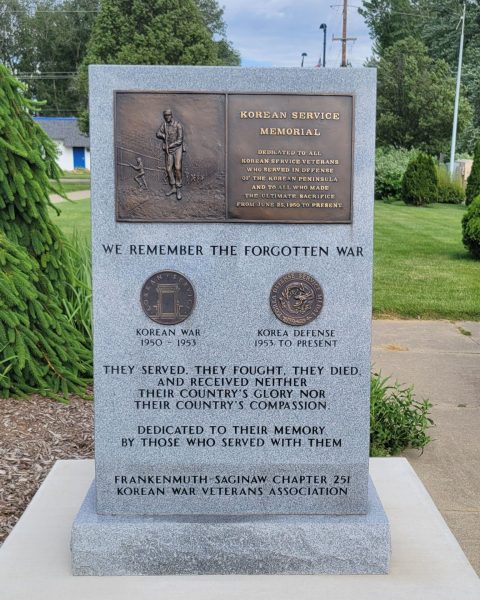 KOREAN SERVICE
MEMORIAL
DEDICATED TO ALL
KOREAN SERVICE VETERANS
WHO SERVED IN DEFENSE
OF THE KOREAN PENINSULA
AND TO ALL WHO MADE
THE ULTIMATE SACRIFICE
FROM JUNE 25, 1950 TO PRESENT
WE REMEMBER THE FORGOTTEN WAR
KOREAN WAR
1950 – 1953
KOREA DEFENSE
1953 TO PRESENT
THEY SERVED, THEY FOUGHT, THEY DIED,
AND RECEIVED NEITHER
THEIR COUNTRY'S GLORY NOR
THEIR COUNTRY'S COMPASSION.
DEDICATED TO THEIR MEMORY
BY THOSE WHO SERVED WITH THEM
FRANKENMUTH-SAGINAW CHAPTER 251
KOREAN WAR VETERANS ASSOCIATION